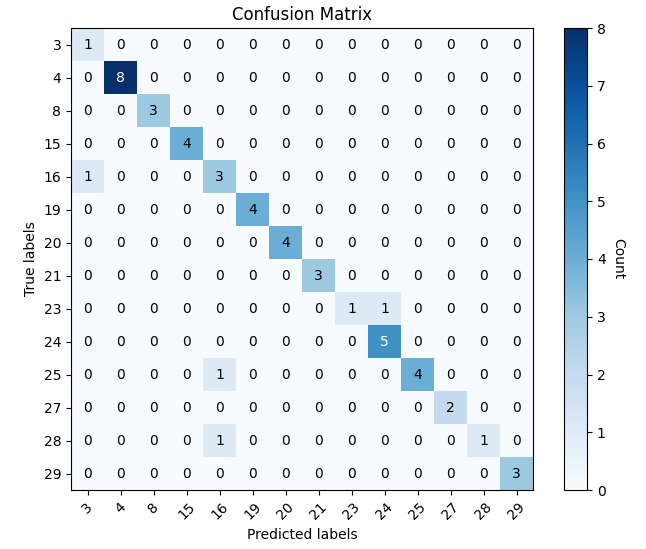 Confusion Matrix
3 1 0 0 0 0 0 0 0 0 0 0 0 0 0
4 0 8 0 0 0 0 0 0 0 0 0 0 0 0
8 0 0 3 0 0 0 0 0 0 0 0 0 0 0
15 0 0 0 4 0 0 0 0 0 0 0 0 0 0
16 1 0 0 0 3 0 0 0 0 0 0 0 0 0
19 0 0 0 0 0 4 0 0 0 0 0 0 0 0
20 0 0 0 0 0 0 4 0 0 0 0 0 0 0
21 0 0 0 0 0 0 0 3 0 0 0 0 0 0
23 0 0 0 0 0 0 0 0 1 1 0 0 0 0
24 0 0 0 0 0 0 0 0 0 5 0 0 0 0
25 0 0 0 0 1 0 0 0 0 0 4 0 0 0
27 0 0 0 0 0 0 0 0 0 0 0 2 0 0
28 0 0 0 0 1 0 0 0 0 0 0 0 1 0
29 0 0 0 0 0 0 0 0 0 0 0 0 0 3
3 4 8 15 16 19 20 21 23 24 25 27 28 29
Predicted labels
True labels
8
7
6
5
4
3
2
1
0
Count